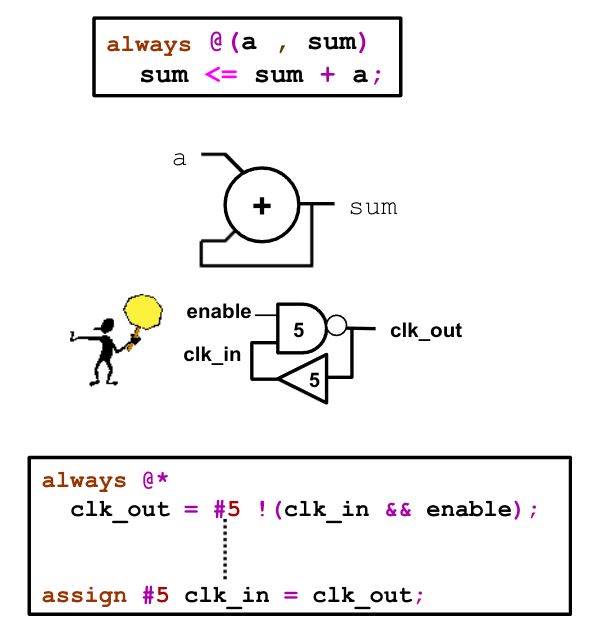 always @(a , sum)
sum <= sum + a;
a
+
sum
enable
5
clk_out
clk_in
5
always @*
clk_out = #5 !(clk_in && enable);
assign #5 clk_in = clk_out;